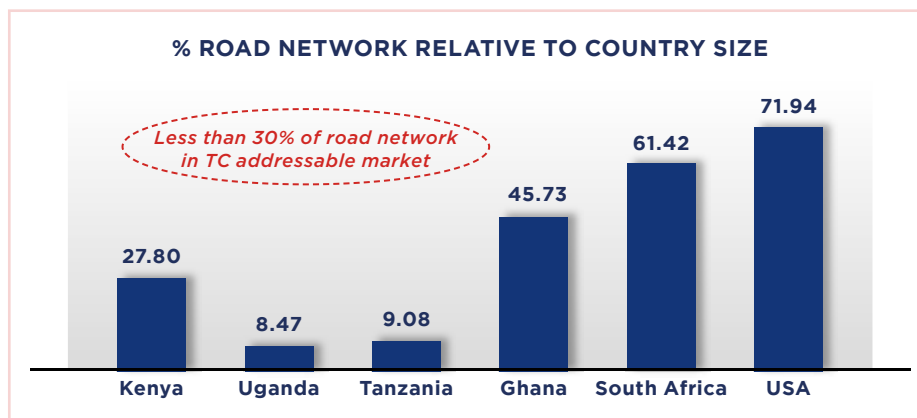 % ROAD NETWORK RELATIVE TO COUNTRY SIZE
Less than 30% of road network
in TC addressable market
27.80
8.47
9.08
45.73
61.42
71.94
Kenya
Uganda
Tanzania
Ghana
South Africa
USA